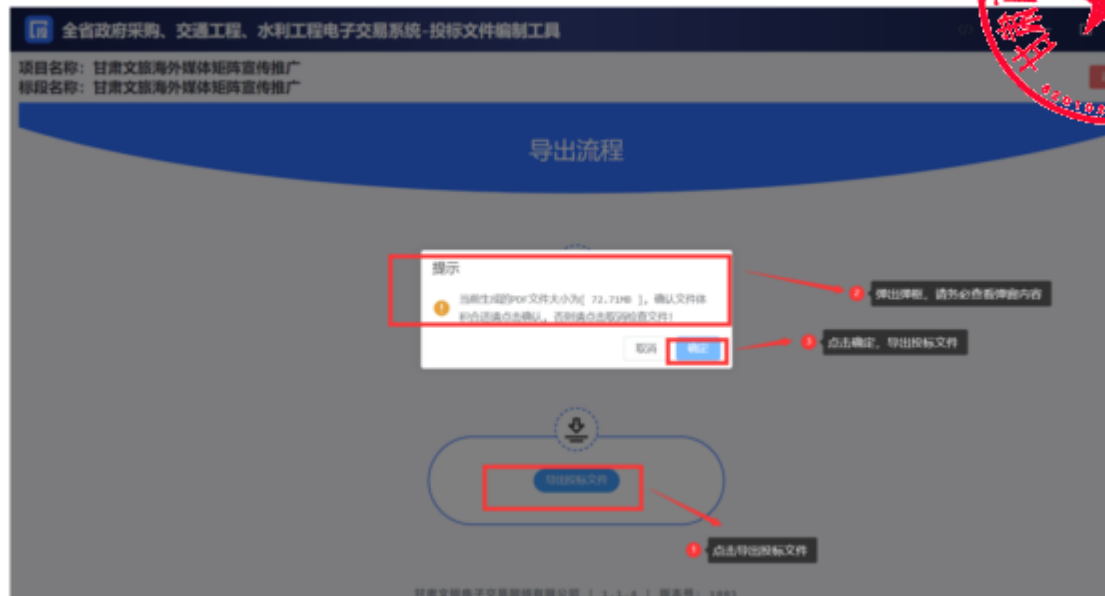 全省政府采购、交通工程、水利工程电子交易系统-投标文件编制工具
项目名称：甘肃文旅海外媒体矩阵宣传推广
标段名称：甘肃文旅海外媒体矩阵宣传推广
导出流程
提示
当前生成的PDF文件大小为[ 72.71MB ]，确认文件体
积合适请点击确认，否则请点击取消检查文件！
取消
确定
2 弹出弹框，请务必查看弹窗内容
3 点击确定，导出投标文件
导出投标文件
1 点击导出投标文件